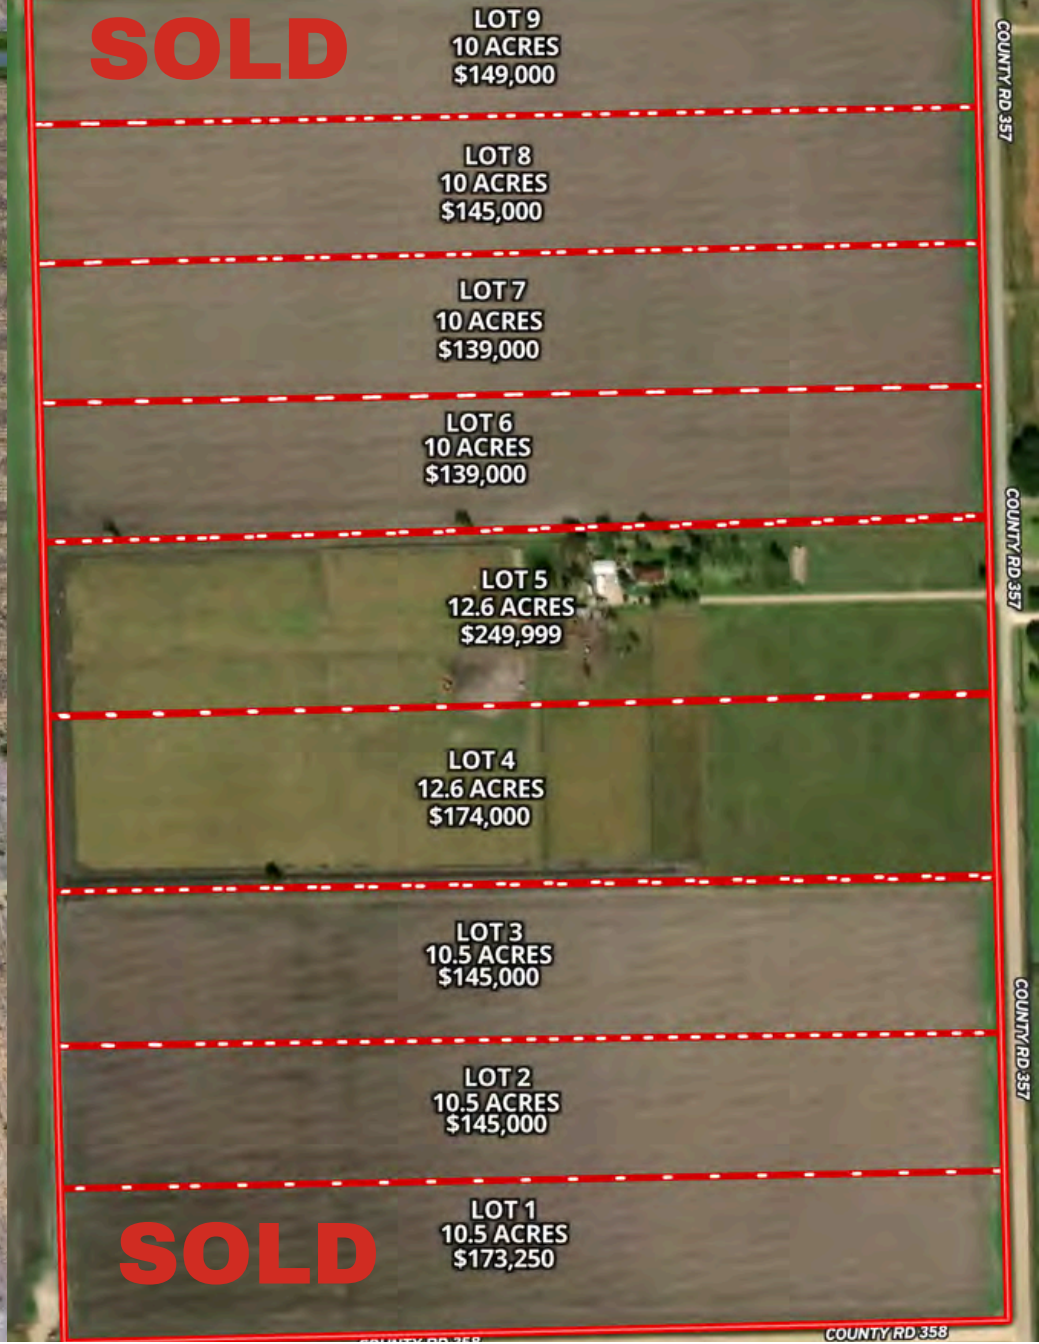 SOLD
LOT 9
10 ACRES
$149,000
COUNTY RD 357
LOT 8
10 ACRES
$145,000
LOT 7
10 ACRES
$139,000
LOT 6
10 ACRES
$139,000
COUNTY RD 357
LOT 5
12.6 ACRES
$249,999
LOT 4
12.6 ACRES
$174,000
LOT 3
10.5 ACRES
$145,000
COUNTY RD 357
LOT 2
10.5 ACRES
$145,000
LOT 1
10.5 ACRES
$173,250
SOLD
COUNTY RD 358
COUNTY RD 358